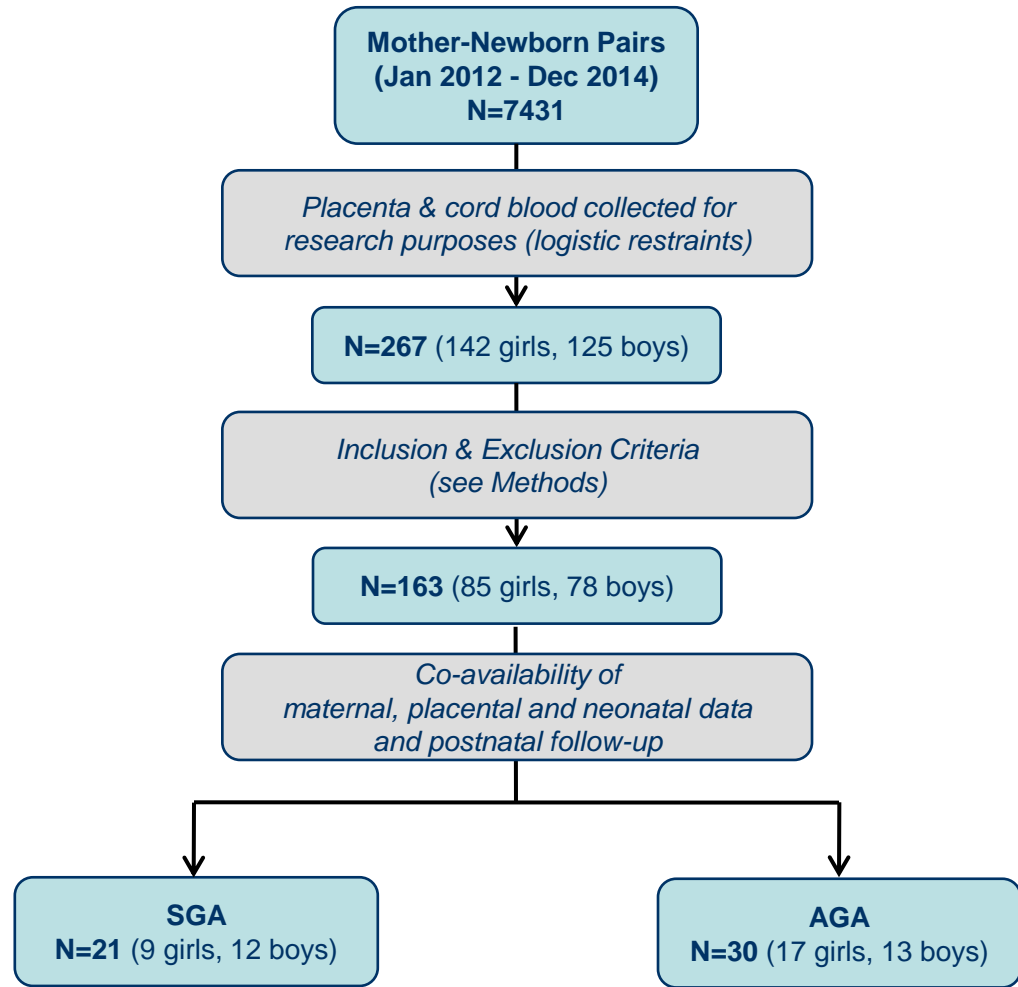 Mother-Newborn Pairs
(Jan 2012 - Dec 2014)
N=7431
Placenta & cord blood collected for
research purposes (logistic restraints)
N=267 (142 girls, 125 boys)
Inclusion & Exclusion Criteria
(see Methods)
N=163 (85 girls, 78 boys)
Co-availability of
maternal, placental and neonatal data
and postnatal follow-up
SGA
N=21 (9 girls, 12 boys)
AGA
N=30 (17 girls, 13 boys)